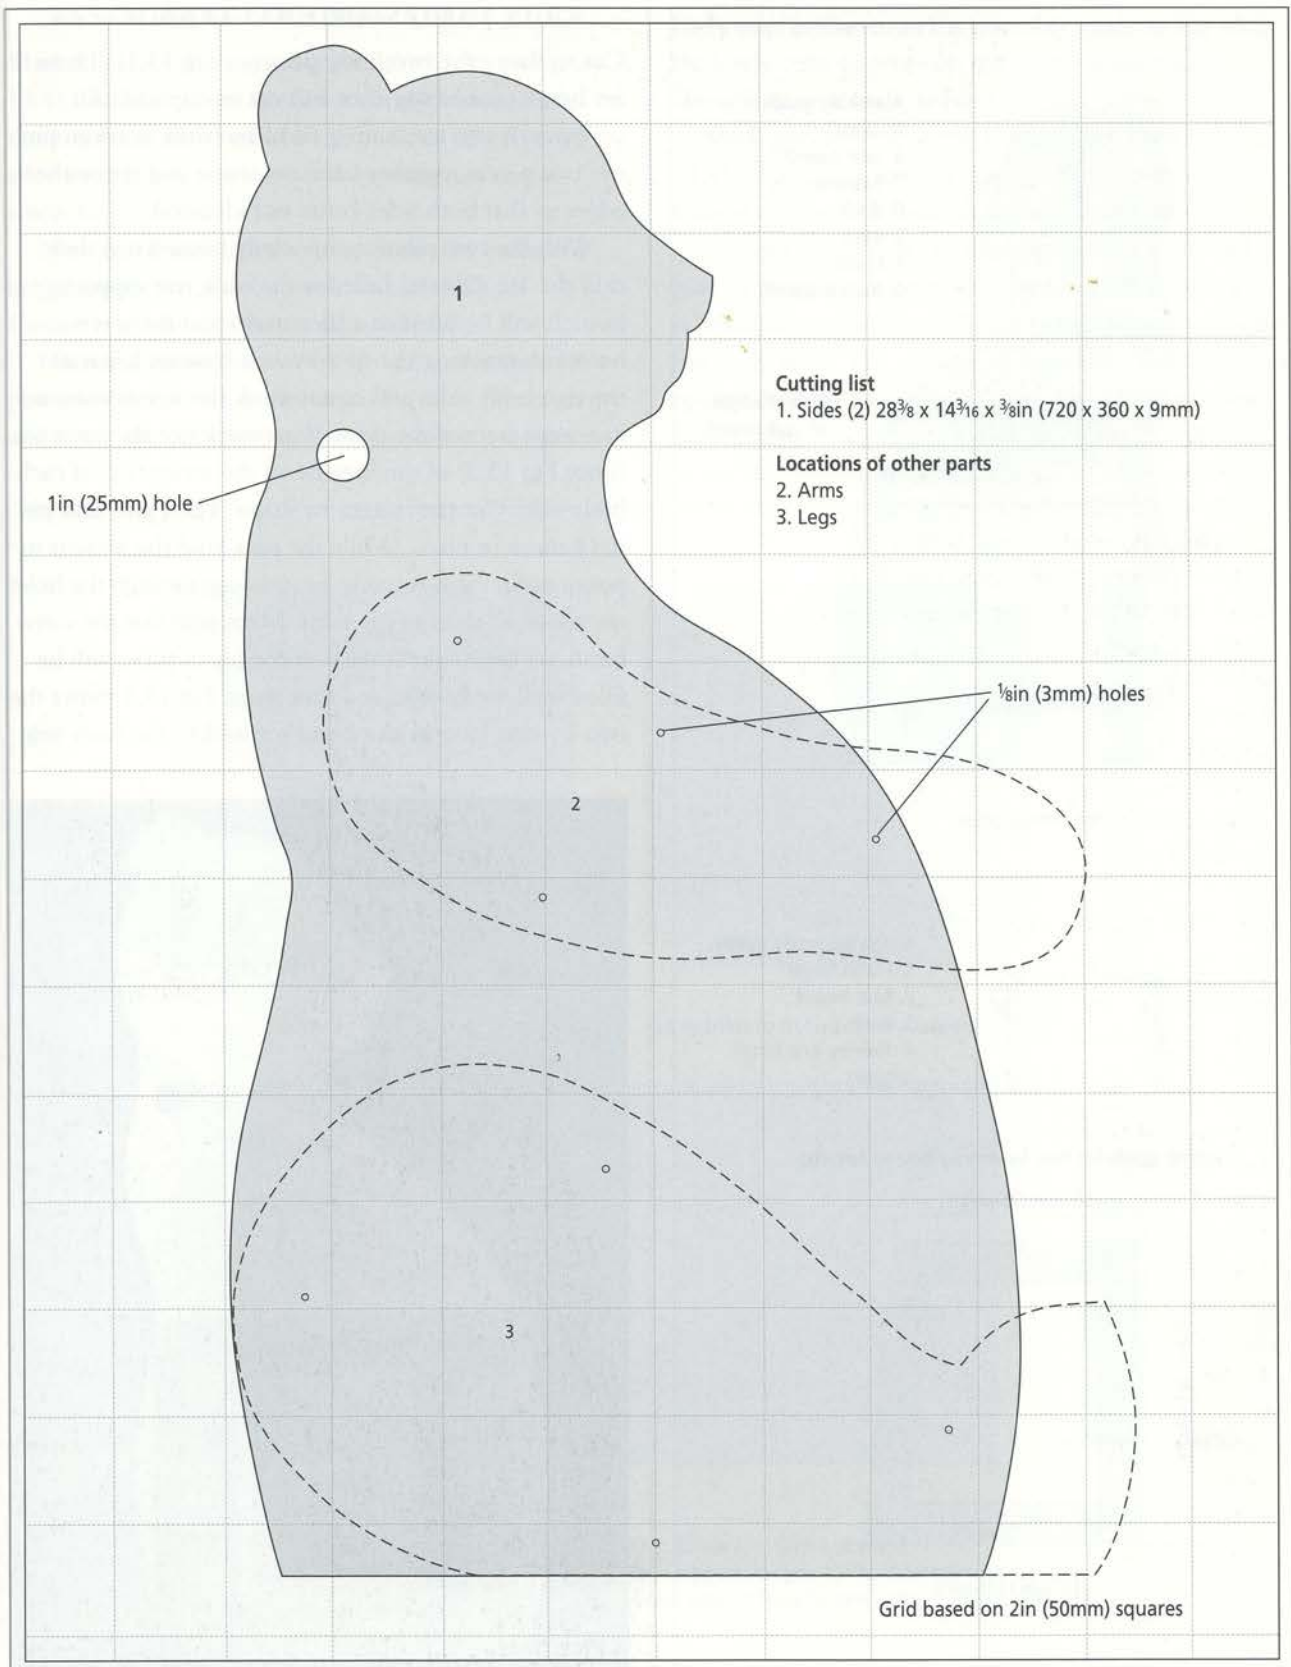 1
Cutting list
1. Sides (2) 28⅜ x 14³⁄₁₆ x ⅜in (720 x 360 x 9mm)
Locations of other parts
2. Arms
3. Legs
1in (25mm) hole
⅛in (3mm) holes
2
3
Grid based on 2in (50mm) squares